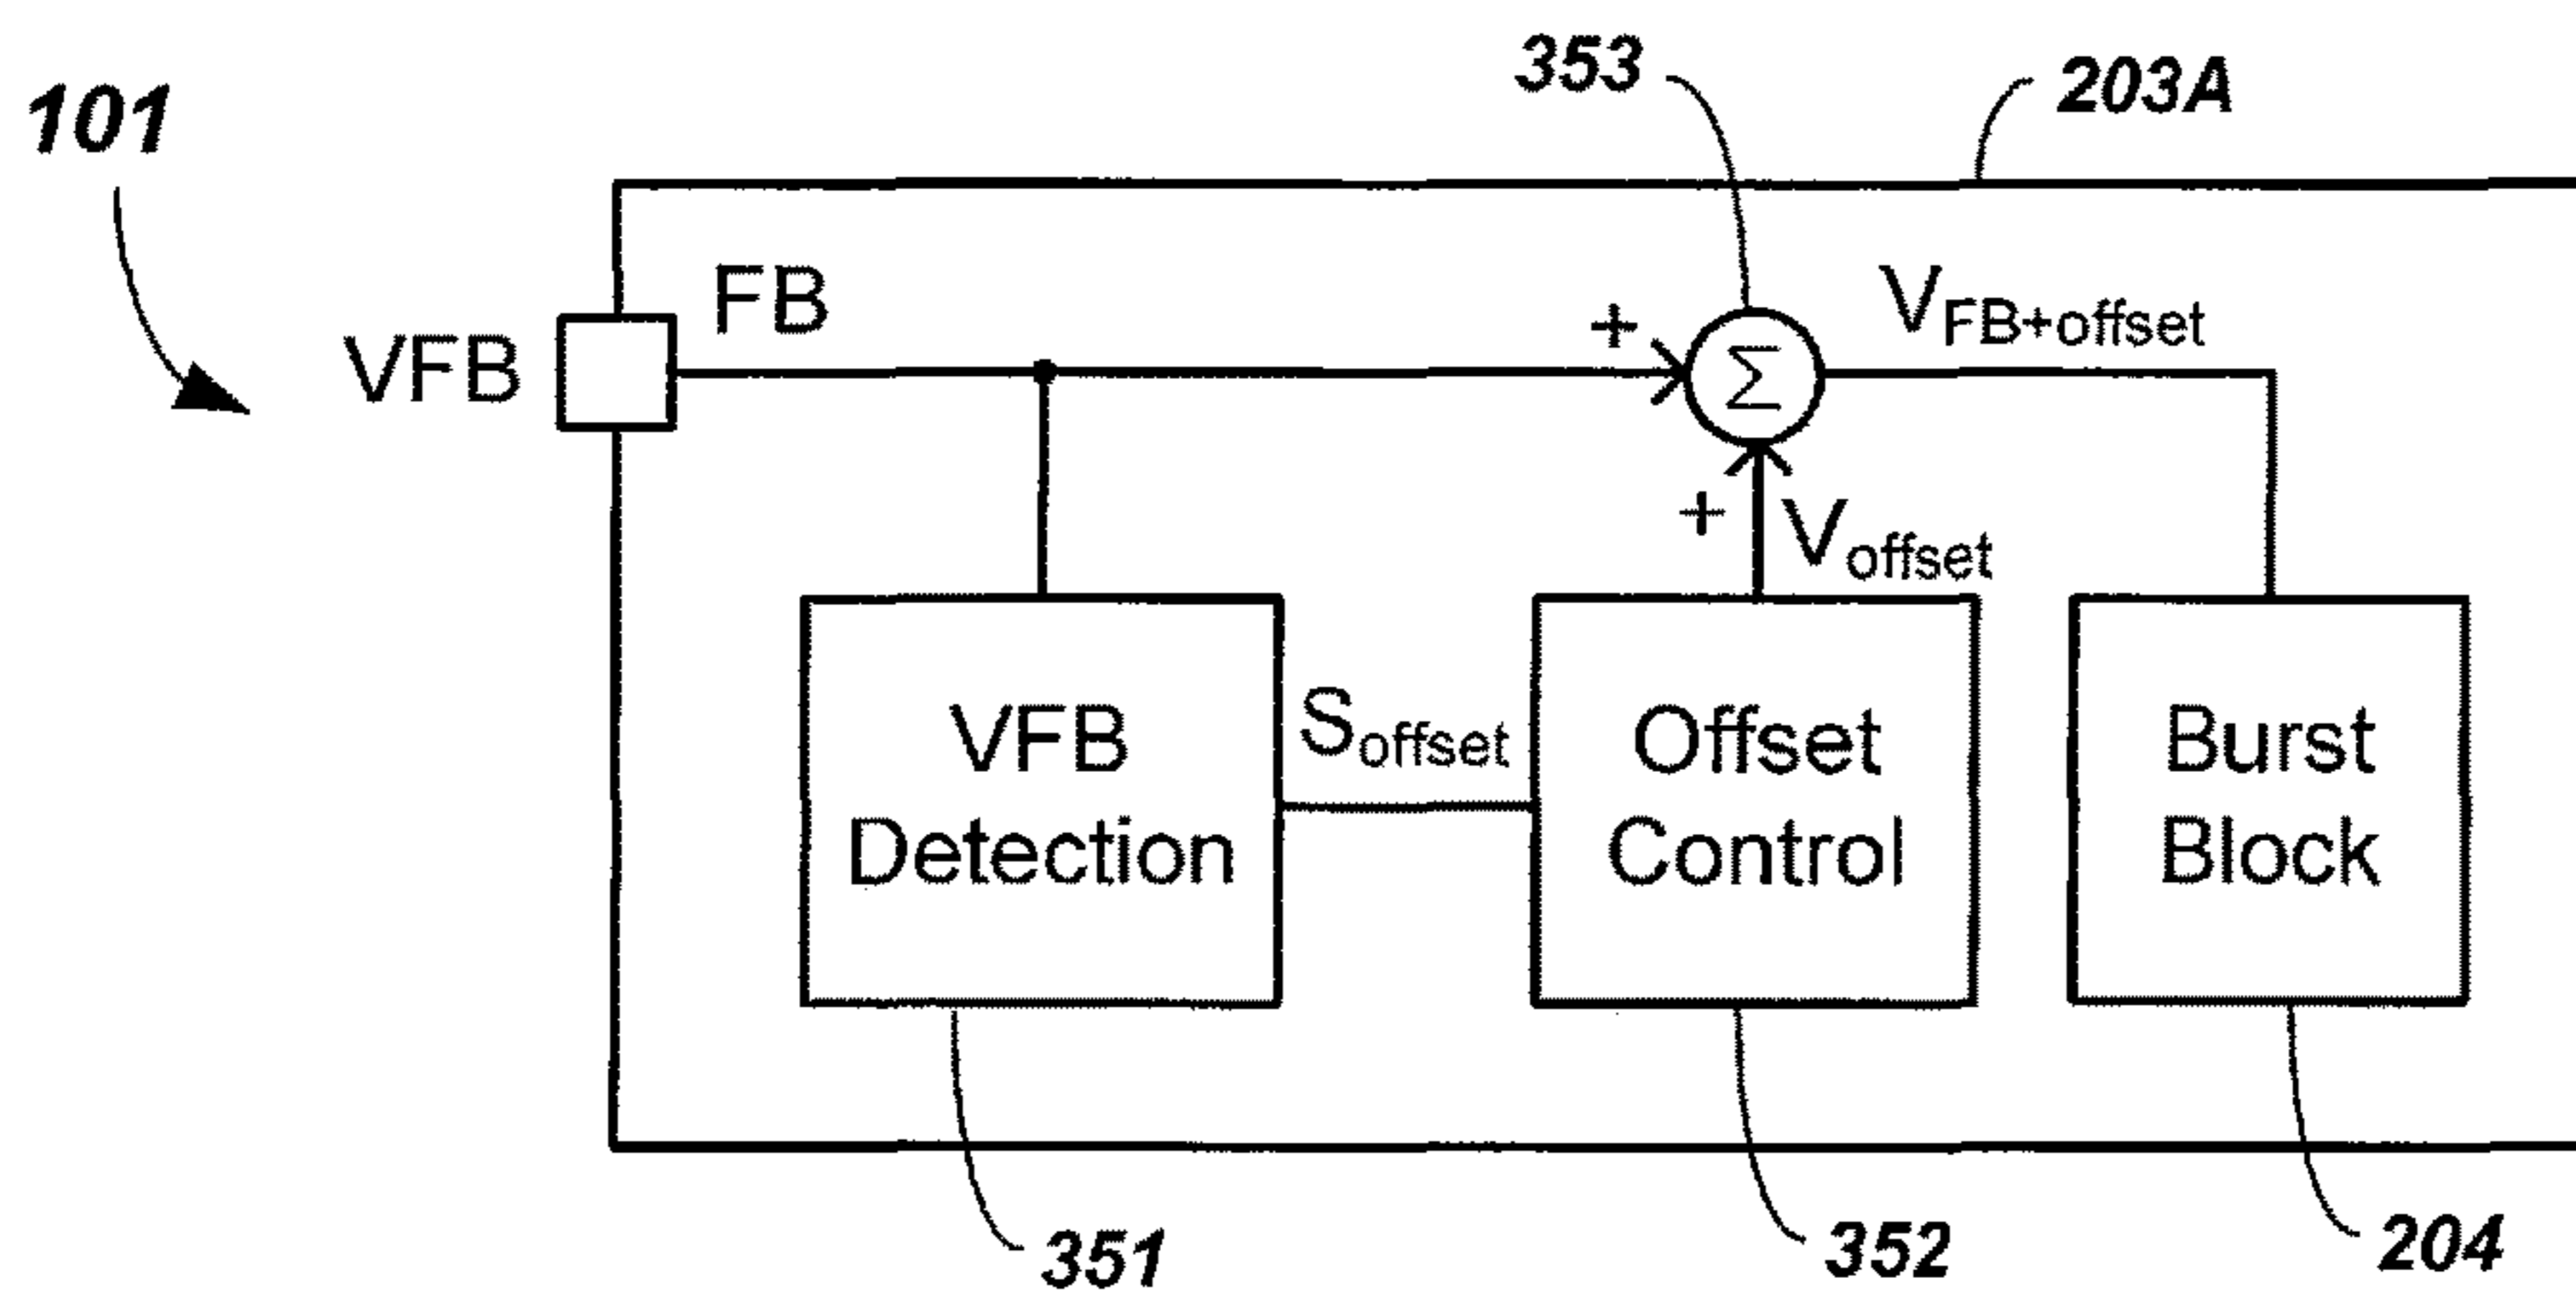 353
203A
101
FB
+
Σ
VFB+offset
VFB
+
Voffset
VFB
Detection
Soffset
Offset
Control
Burst
Block
351
352
204